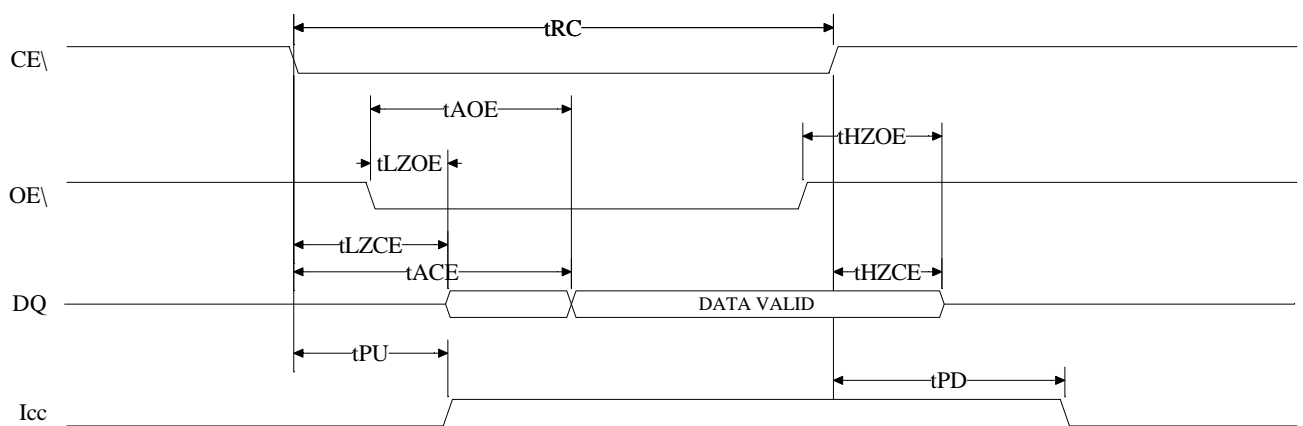 tRC
CE\
tAOE
tHZOE
tLZOE
OE\
tLZCE
tACE
tHZCE
DQ
DATA VALID
tPU
tPD
Icc